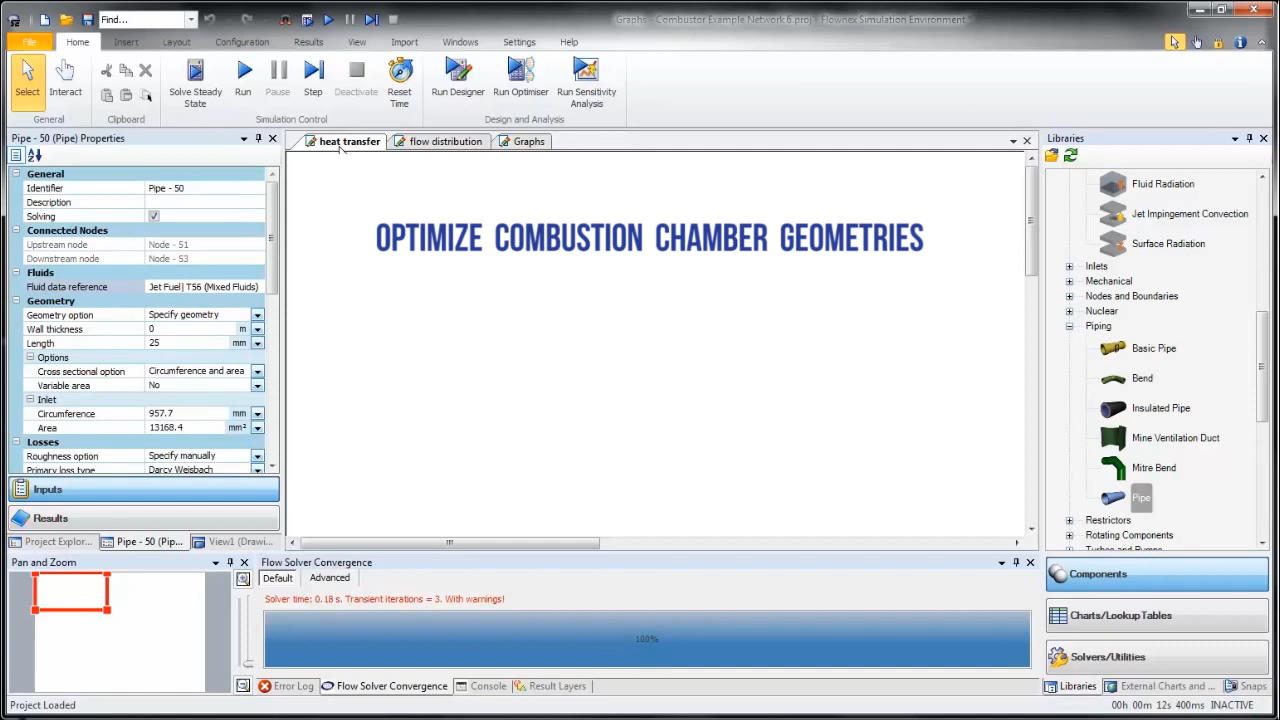 Find...
Graphs - Combustor Example Network 6.proj - Flownex Simulation Environment
File Home Insert Layout Configuration Results View Import Windows Settings Help
Select Interact Solve Steady State Run Pause Step Deactivate Reset Time Run Designer Run Optimiser Run Sensitivity Analysis
General Clipboard Simulation Control Design and Analysis
Pipe - 50 (Pipe) Properties
General
Identifier Pipe - 50
Description
Solving
Connected Nodes
Upstream node Node - 51
Downstream node Node - 53
Fluids
Fluid data reference Jet Fuel| T56 (Mixed Fluids)
Geometry
Geometry option Specify geometry
Wall thickness 0 m
Length 25 mm
Options
Cross sectional option Circumference and area
Variable area No
Inlet
Circumference 957.7 mm
Area 13168.4 mm²
Losses
Roughness option Specify manually
Primary loss type Darcy Weisbach
Inputs
Results
Project Explor... Pipe - 50 (Pip... View1 (Drawi...
heat transfer flow distribution Graphs
OPTIMIZE COMBUSTION CHAMBER GEOMETRIES
Libraries
Fluid Radiation
Jet Impingement Convection
Surface Radiation
Inlets
Mechanical
Nodes and Boundaries
Nuclear
Piping
Basic Pipe
Bend
Insulated Pipe
Mine Ventilation Duct
Mitre Bend
Pipe
Restrictors
Rotating Components
Turbos and Pumps
Components
Charts/Lookup Tables
Solvers/Utilities
Libraries External Charts and ... Snaps
Pan and Zoom
Flow Solver Convergence
Default Advanced
Solver time: 0.18 s. Transient iterations = 3. With warnings!
100%
Error Log Flow Solver Convergence Console Result Layers
Project Loaded
00h 00m 12s 400ms INACTIVE